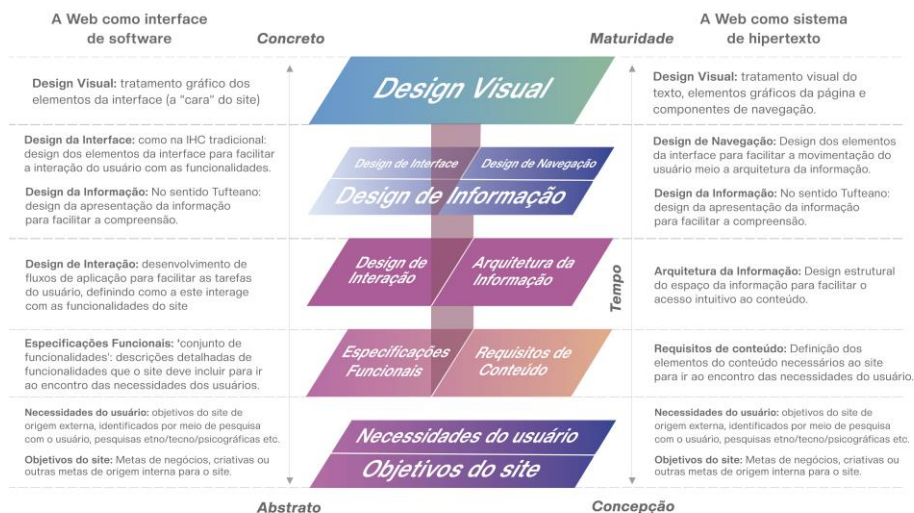 A Web como interface
de software
Concreto
Maturidade
A Web como sistema
de hipertexto
Design Visual: tratamento gráfico dos
elementos da interface (a "cara" do site)
Design Visual
Design Visual: tratamento visual do
texto, elementos gráficos da página e
componentes de navegação.
Design da Interface: como na IHC tradicional:
design dos elementos da interface para facilitar
a interação do usuário com as funcionalidades.
Design da Informação: No sentido Tufteano:
design da apresentação da informação
para facilitar a compreensão.
Design de Interface
Design de Navegação
Design de Informação
Design de Navegação: Design dos elementos
da interface para facilitar a movimentação do
usuário meio a arquitetura da informação.
Design da Informação: No sentido Tufteano:
design da apresentação da informação
para facilitar a compreensão.
Design de Interação: desenvolvimento de
fluxos de aplicação para facilitar as tarefas
do usuário, definindo como a este interage
com as funcionalidades do site
Design de
Interação
Arquitetura da
Informação
Tempo
Arquitetura da Informação: Design estrutural
do espaço da informação para facilitar o
acesso intuitivo ao conteúdo.
Especificações Funcionais: 'conjunto de
funcionalidades': descrições detalhadas de
funcionalidades que o site deve incluir para ir
ao encontro das necessidades dos usuários.
Especificações
Funcionais
Requisitos de
Conteúdo
Requisitos de conteúdo: Definição dos
elementos do conteúdo necessários ao site
para ir ao encontro das necessidades do usuário.
Necessidades do usuário: objetivos do site de
origem externa, identificados por meio de pesquisa
com o usuário, pesquisas etno/tecno/psicográficas etc.
Objetivos do site: Metas de negócios, criativas ou
outras metas de origem interna para o site.
Necessidades do usuário
Objetivos do site
Necessidades do usuário: objetivos do site de
origem externa, identificados por meio de pesquisa
com o usuário, pesquisas etno/tecno/psicográficas etc.
Objetivos do site: Metas de negócios, criativas ou
outras metas de origem interna para o site.
Abstrato
Concepção